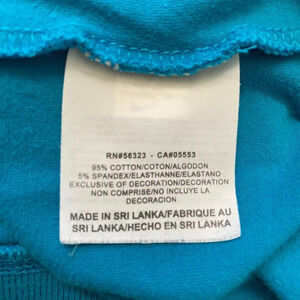 RN#56323 - CA#05553
95% COTTON/COTON/ALGODON
5% SPANDEX/ELASTHANNE/ELASTANO
EXCLUSIVE OF DECORATION/DECORATION
NON COMPRISE/NO INCLUYE LA
DECORACION
MADE IN SRI LANKA/FABRIQUE AU
SRI LANKA/HECHO EN SRI LANKA